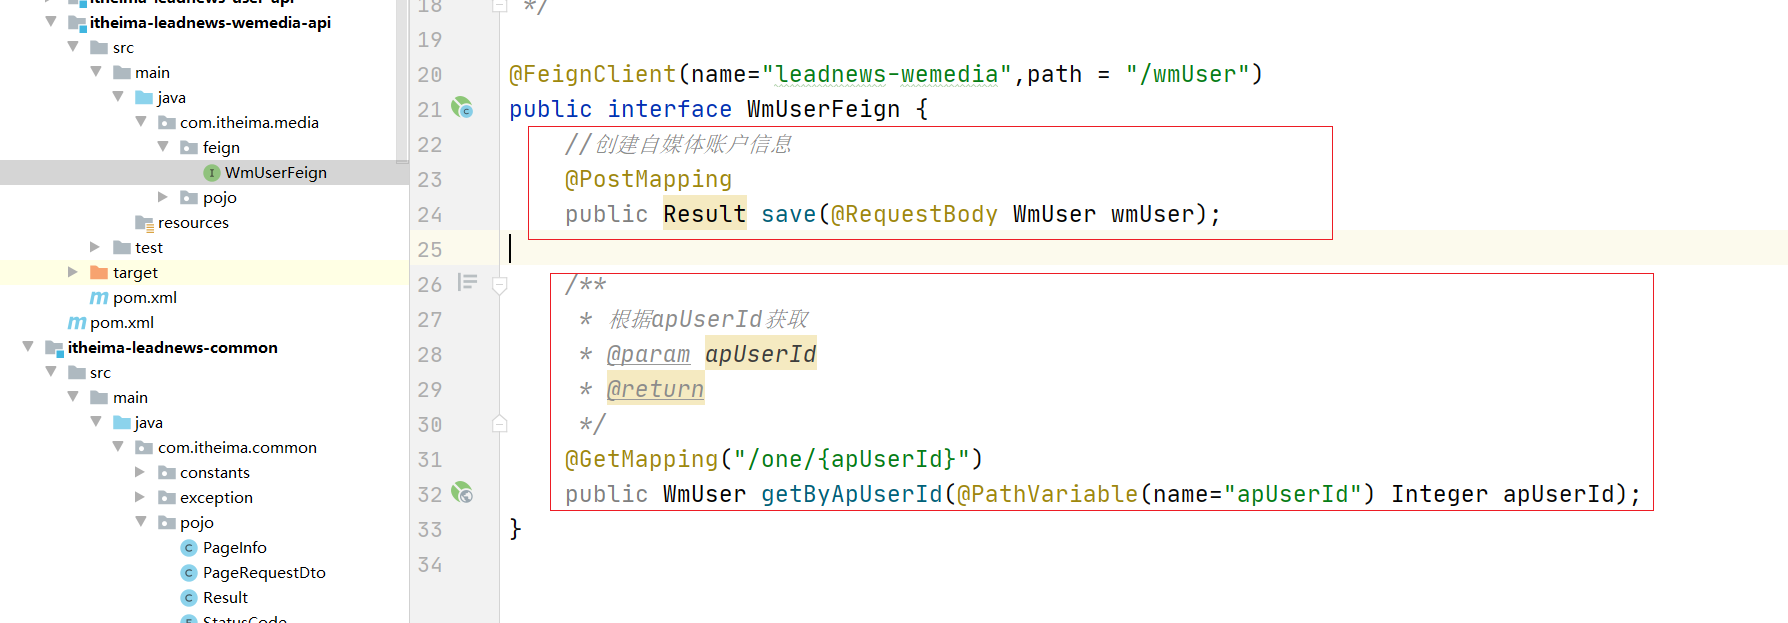 itheima-leadnews-user-api
itheima-leadnews-wemedia-api
src
main
java
com.itheima.media
feign
WmUserFeign
pojo
resources
test
target
pom.xml
pom.xml
itheima-leadnews-common
src
main
java
com.itheima.common
constants
exception
pojo
PageInfo
PageRequestDto
Result
StatusCode
18 */
19
20 @FeignClient(name="leadnews-wemedia",path = "/wmUser")
21 public interface WmUserFeign {
22 //创建自媒体账户信息
23 @PostMapping
24 public Result save(@RequestBody WmUser wmUser);
25
26 /**
27 * 根据apUserId获取
28 * @param apUserId
29 * @return
30 */
31 @GetMapping("/one/{apUserId}")
32 public WmUser getByApUserId(@PathVariable(name="apUserId") Integer apUserId);
33 }
34